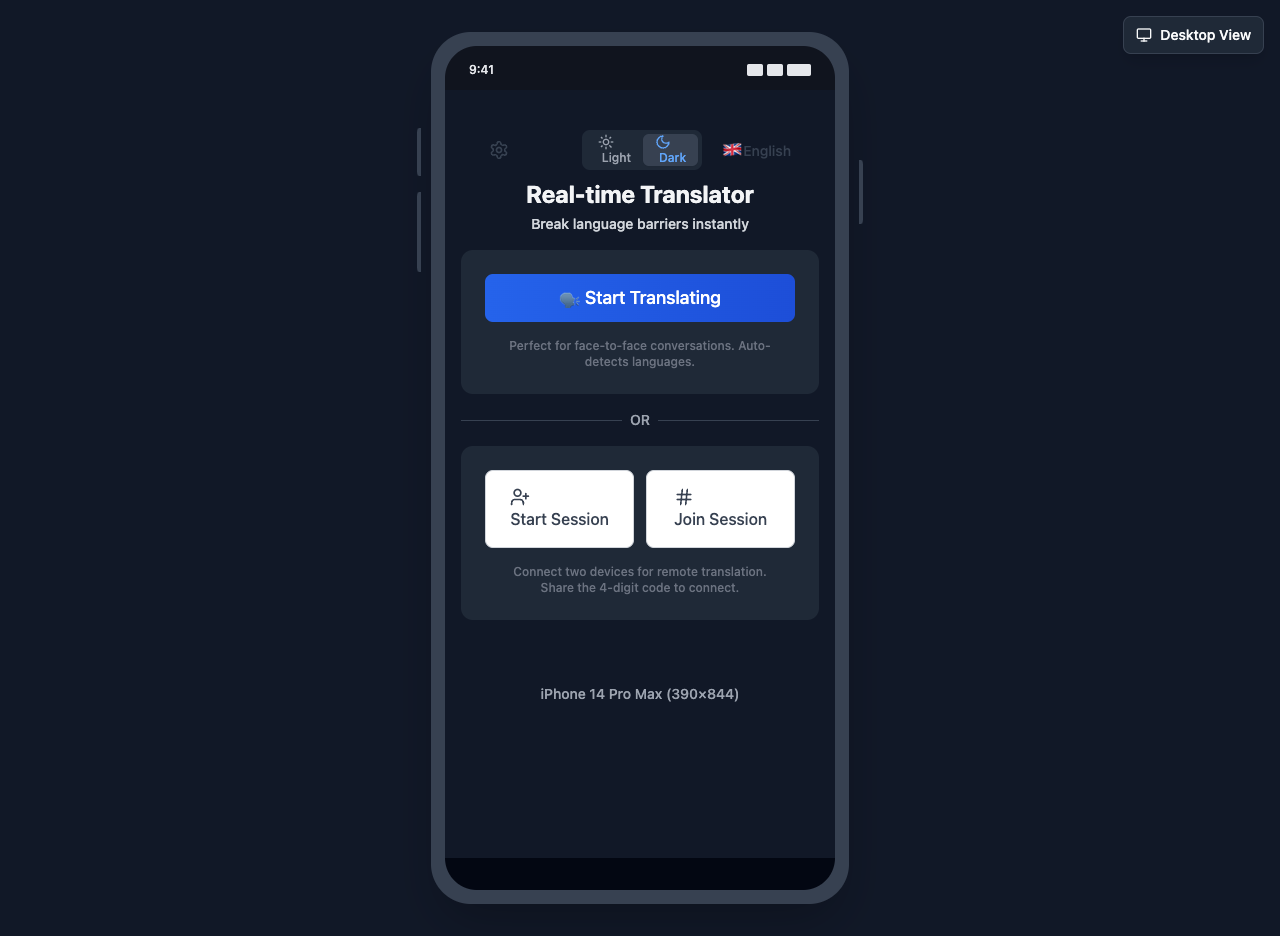 Desktop View
9:41
Light
Dark
English
Real-time Translator
Break language barriers instantly
Start Translating
Perfect for face-to-face conversations. Auto-
detects languages.
OR
Start Session
Join Session
Connect two devices for remote translation.
Share the 4-digit code to connect.
iPhone 14 Pro Max (390×844)